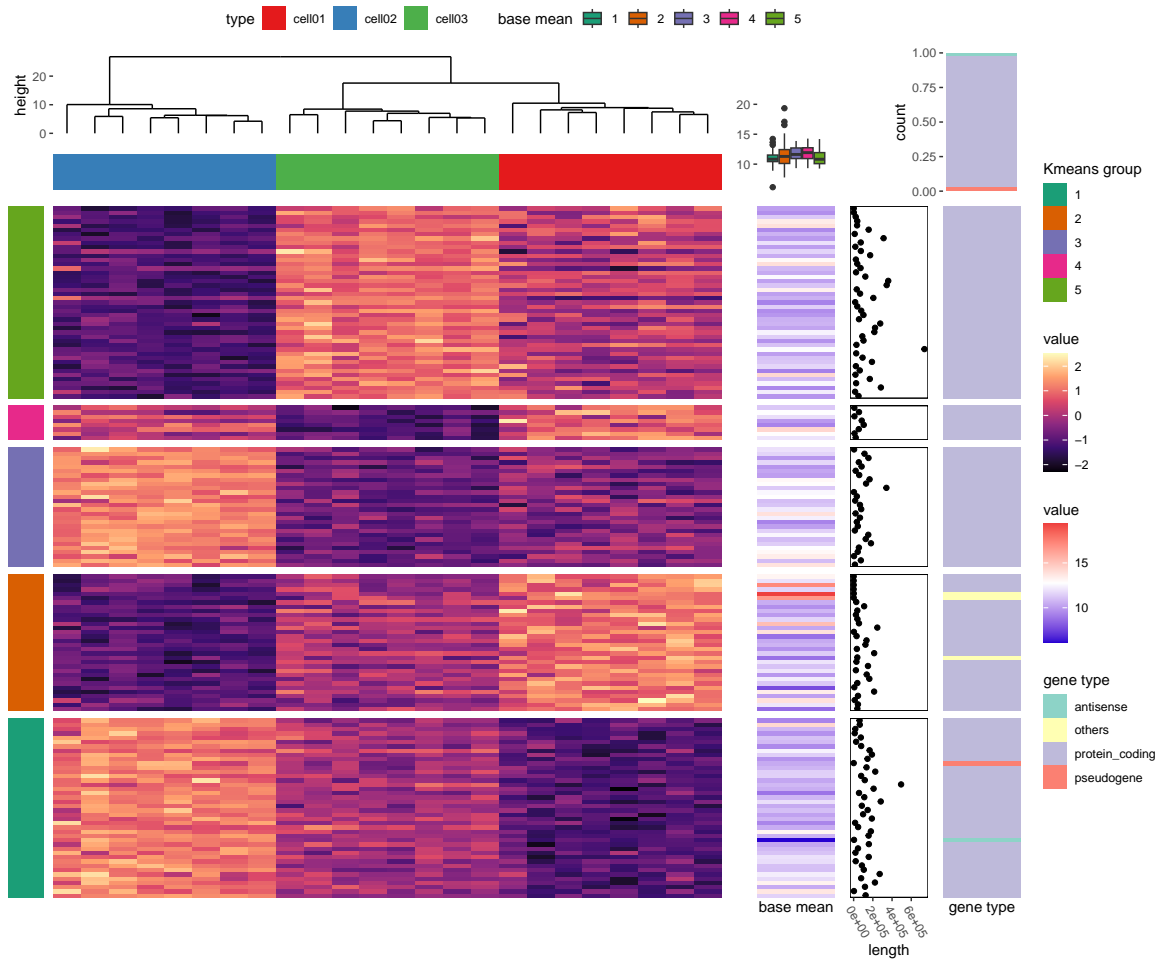 type cell01 cell02 cell03 base mean 1 2 3 4 5
height
20
10
0
20
15
10
count
1.00
0.75
0.50
0.25
0.00
base mean
0e+00 2e+05 4e+05 6e+05
length
gene type
Kmeans group
1
2
3
4
5
value
2
1
0
−1
−2
value
15
10
gene type
antisense
others
protein_coding
pseudogene